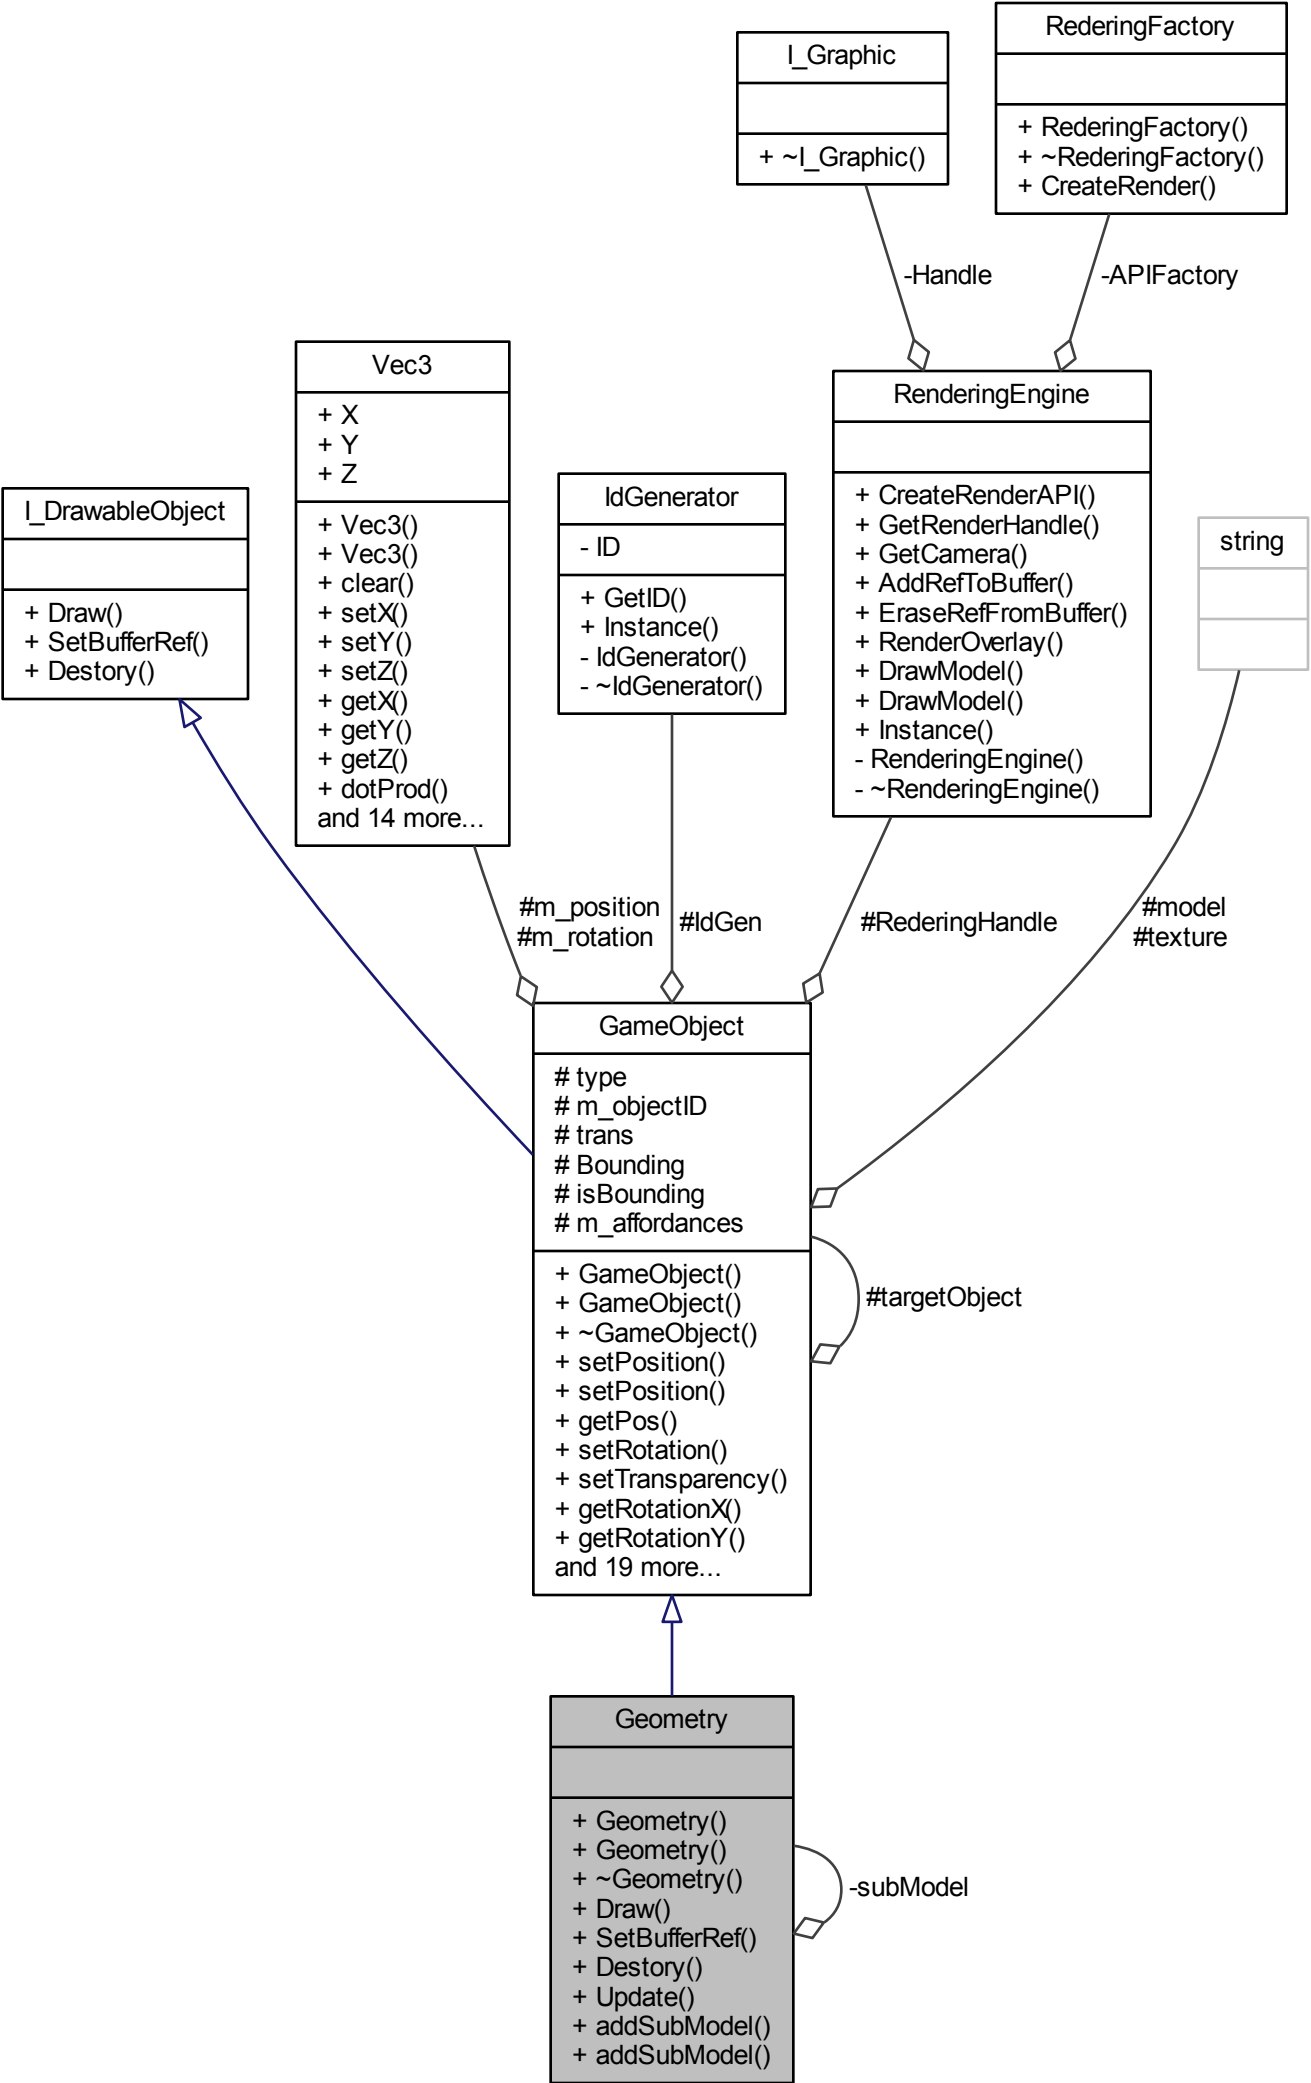 RederingFactory
+ RederingFactory()
+ ~RederingFactory()
+ CreateRender()
I_Graphic
+ ~I_Graphic()
-Handle
-APIFactory
Vec3
+ X
+ Y
+ Z
+ Vec3()
+ Vec3()
+ clear()
+ setX()
+ setY()
+ setZ()
+ getX()
+ getY()
+ getZ()
+ dotProd()
and 14 more...
RenderingEngine
+ CreateRenderAPI()
+ GetRenderHandle()
+ GetCamera()
+ AddRefToBuffer()
+ EraseRefFromBuffer()
+ RenderOverlay()
+ DrawModel()
+ DrawModel()
+ Instance()
- RenderingEngine()
- ~RenderingEngine()
IdGenerator
- ID
+ GetID()
+ Instance()
- IdGenerator()
- ~IdGenerator()
I_DrawableObject
+ Draw()
+ SetBufferRef()
+ Destory()
string
#m_position
#m_rotation
#IdGen
#RederingHandle
#model
#texture
GameObject
# type
# m_objectID
# trans
# Bounding
# isBounding
# m_affordances
+ GameObject()
+ GameObject()
+ ~GameObject()
+ setPosition()
+ setPosition()
+ getPos()
+ setRotation()
+ setTransparency()
+ getRotationX()
+ getRotationY()
and 19 more...
#targetObject
Geometry
+ Geometry()
+ Geometry()
+ ~Geometry()
+ Draw()
+ SetBufferRef()
+ Destory()
+ Update()
+ addSubModel()
+ addSubModel()
-subModel